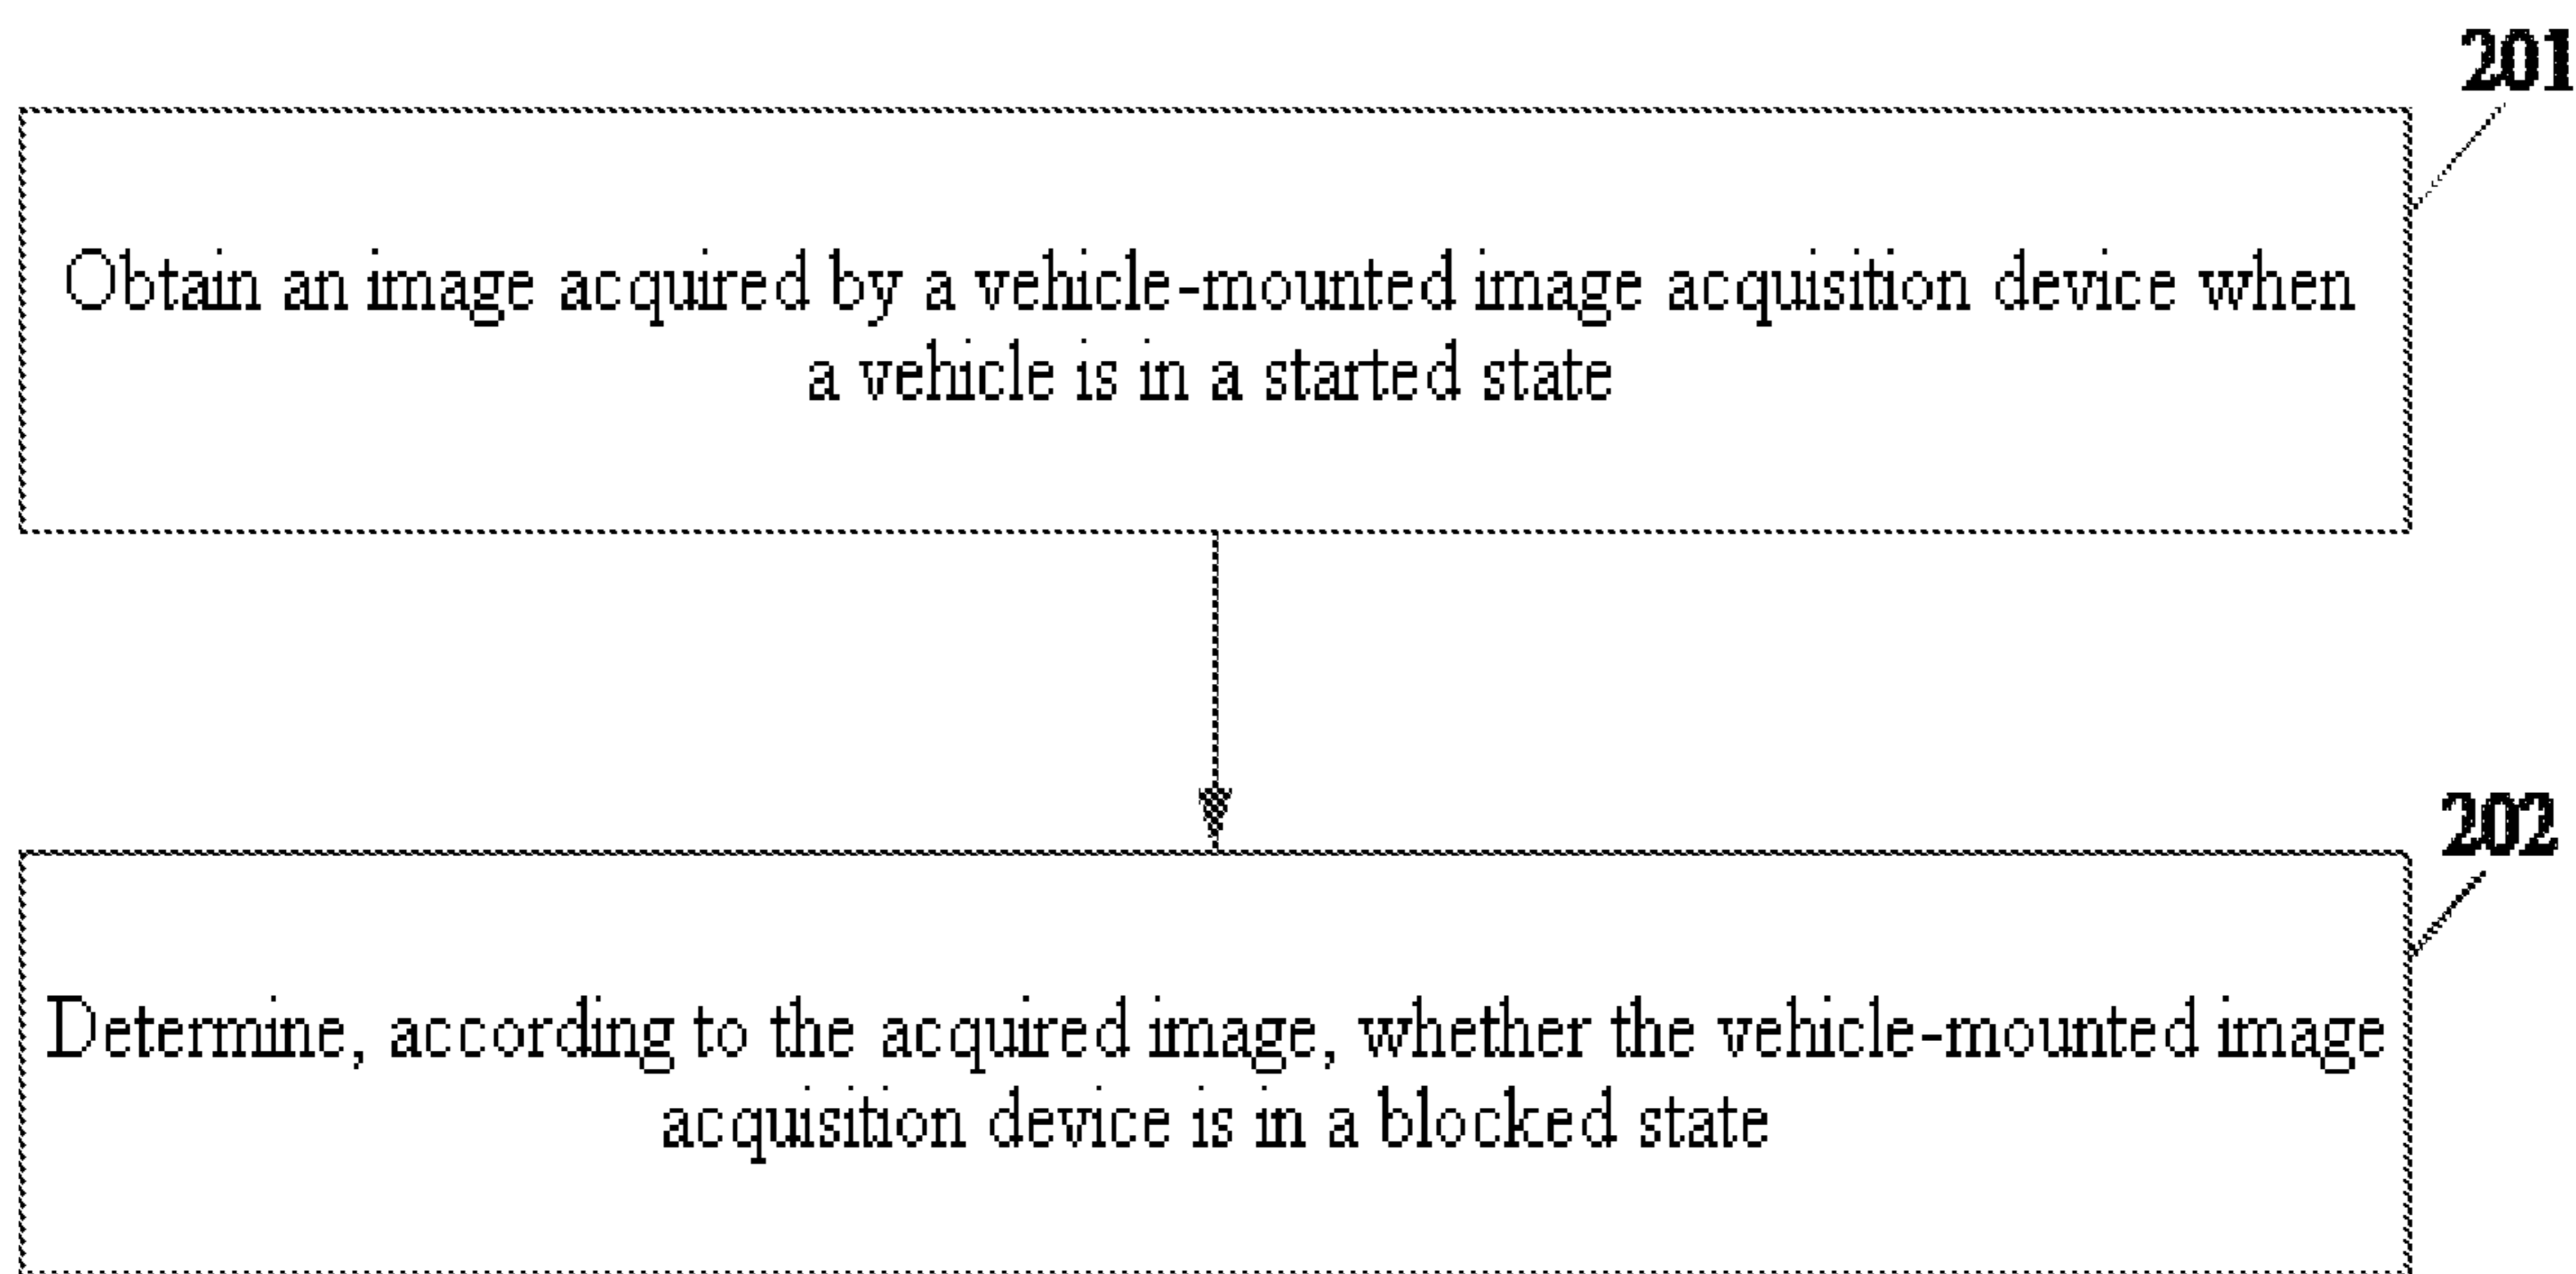 201
Obtain an image acquired by a vehicle-mounted image acquisition device when
a vehicle is in a started state
202
Determine, according to the acquired image, whether the vehicle-mounted image
acquisition device is in a blocked state